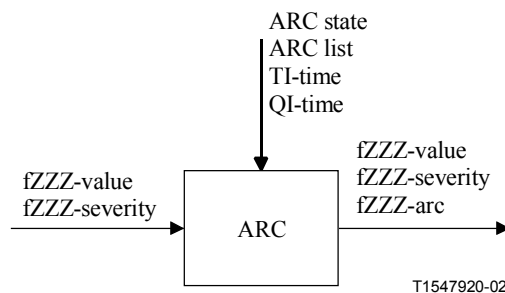 ARC state
ARC list
TI-time
QI-time
fZZZ-value
fZZZ-severity
ARC
fZZZ-value
fZZZ-severity
fZZZ-arc
T1547920-02